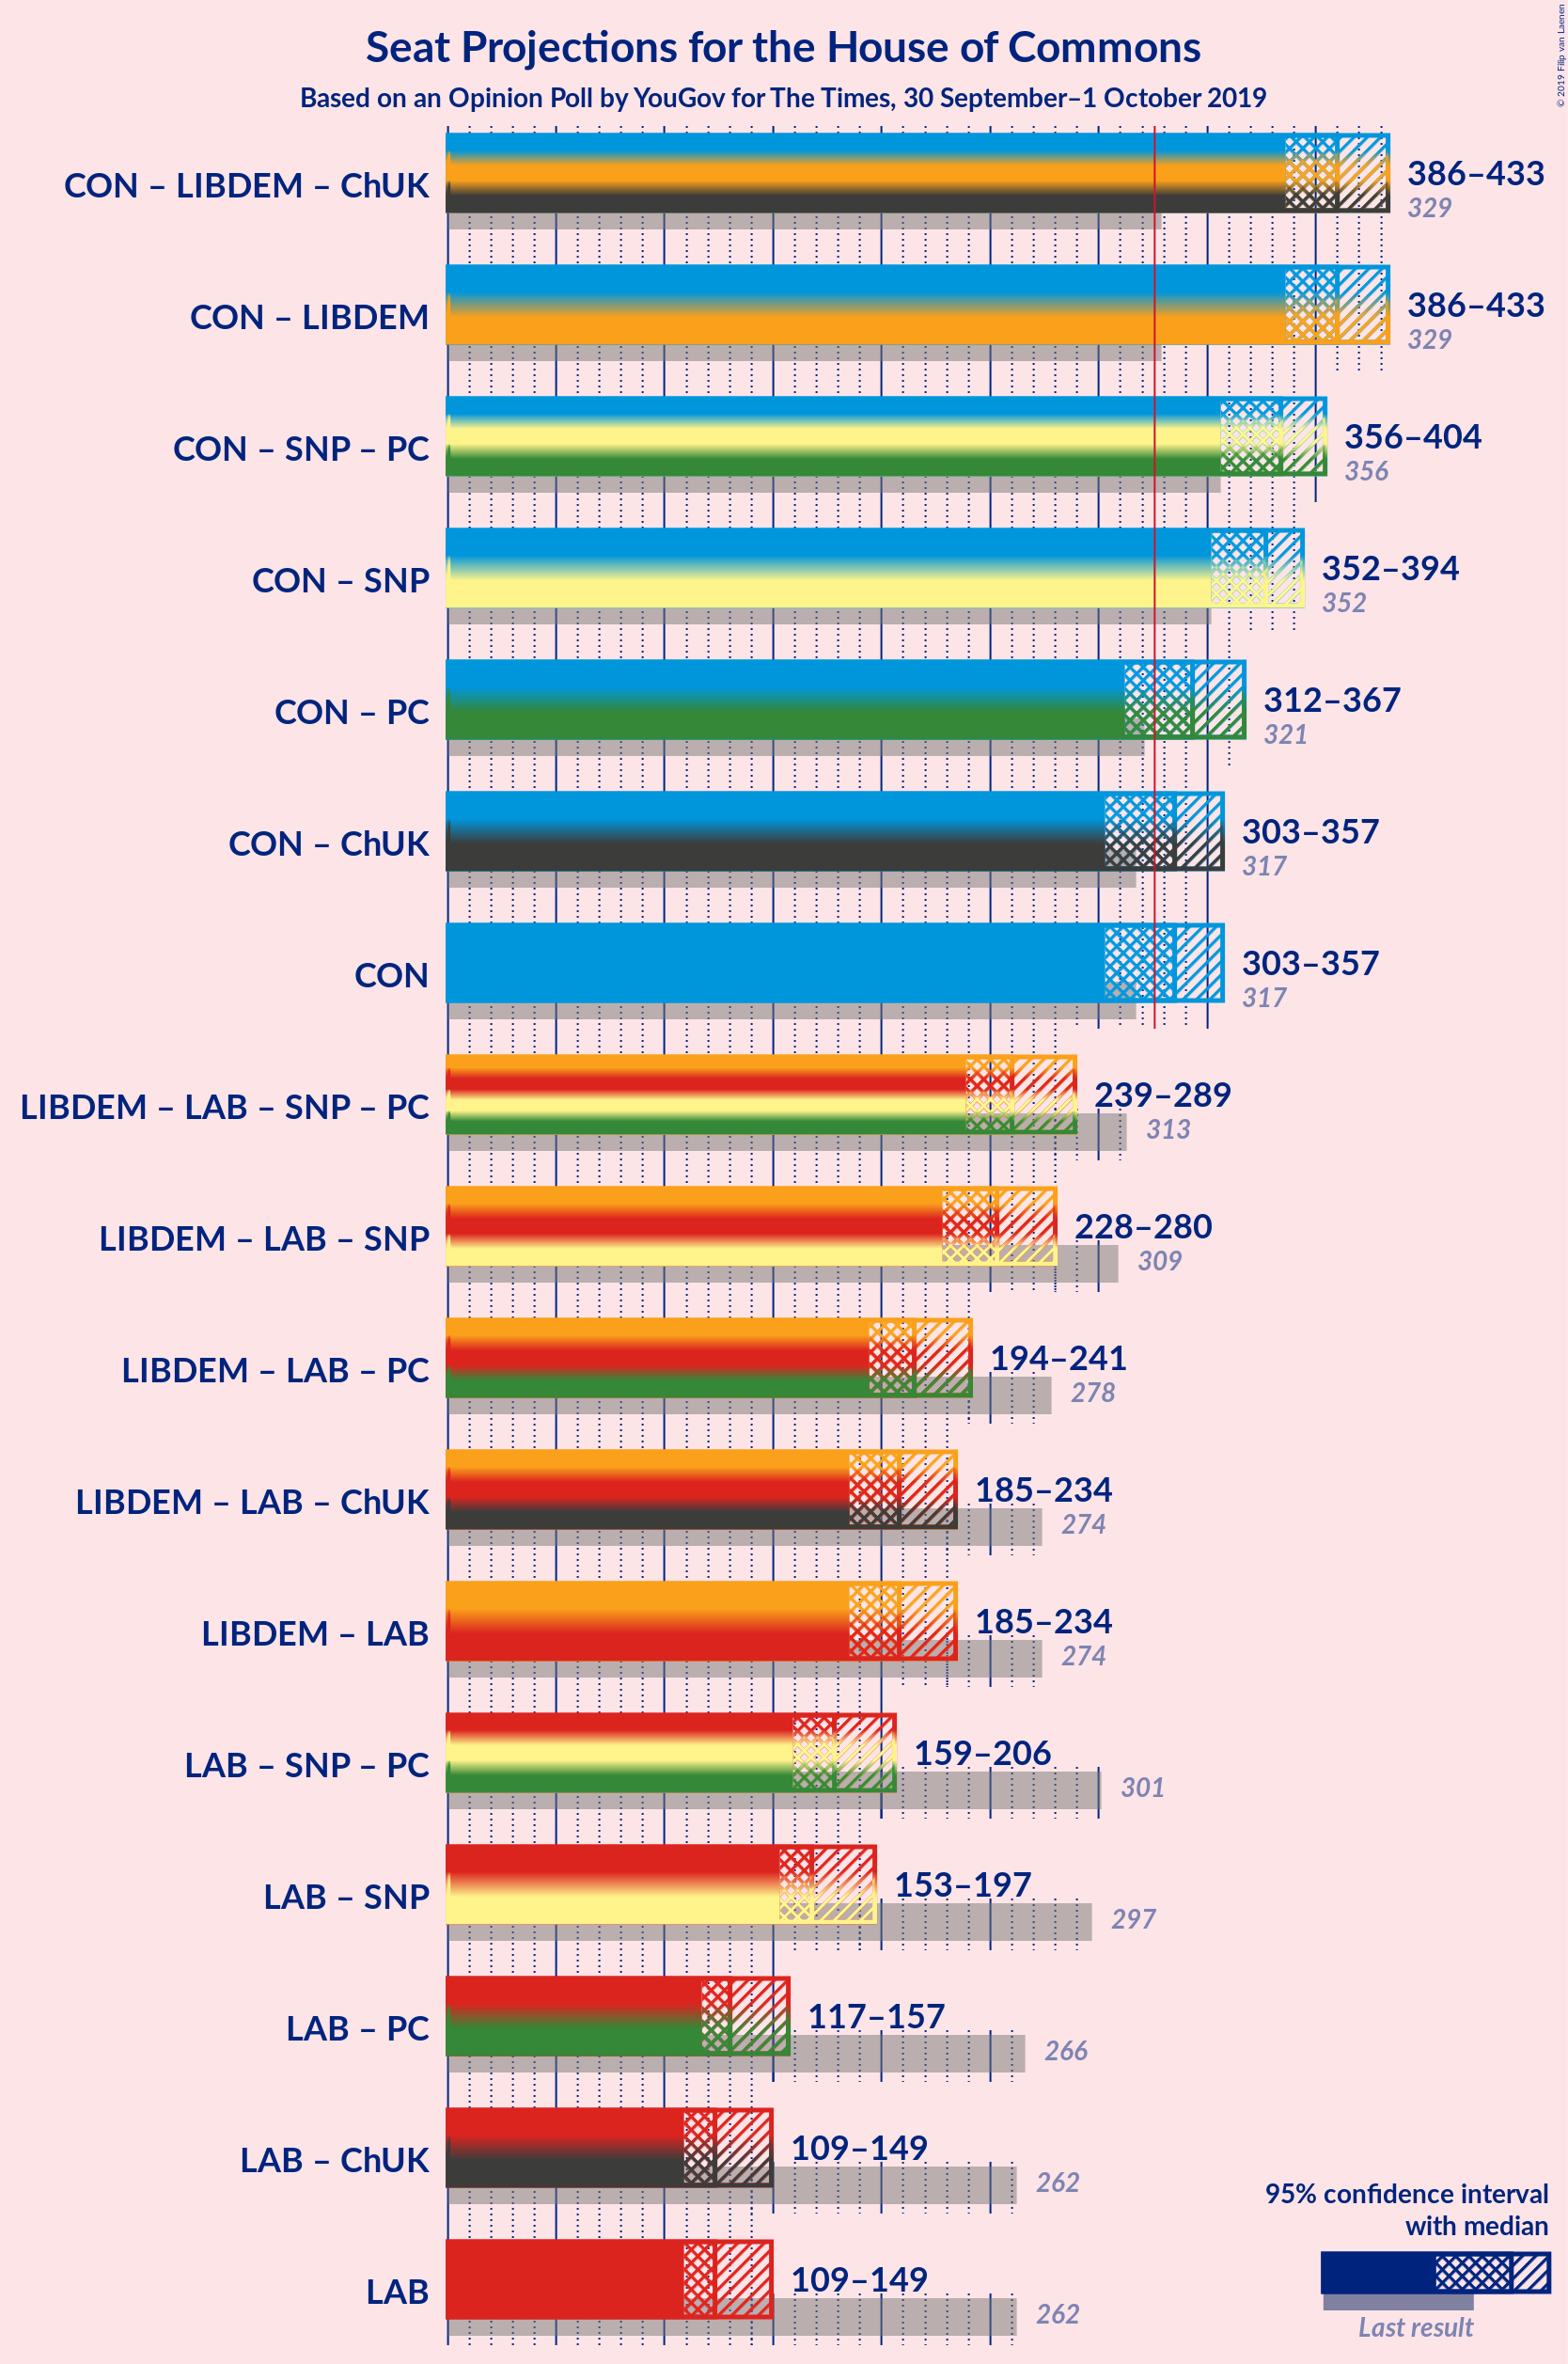 © 2019 Filip van Laenen
Seat Projections for the House of Commons
Based on an Opinion Poll by YouGov for The Times, 30 September–1 October 2019
CON – LIBDEM – ChUK
386–433
329
CON – LIBDEM
386–433
329
CON – SNP – PC
356–404
356
CON – SNP
352–394
352
CON – PC
312–367
321
CON – ChUK
303–357
317
CON
303–357
317
LIBDEM – LAB – SNP – PC
239–289
313
LIBDEM – LAB – SNP
228–280
309
LIBDEM – LAB – PC
194–241
278
LIBDEM – LAB – ChUK
185–234
274
LIBDEM – LAB
185–234
274
LAB – SNP – PC
159–206
301
LAB – SNP
153–197
297
LAB – PC
117–157
266
LAB – ChUK
109–149
262
LAB
109–149
262
95% confidence interval
with median
Last result